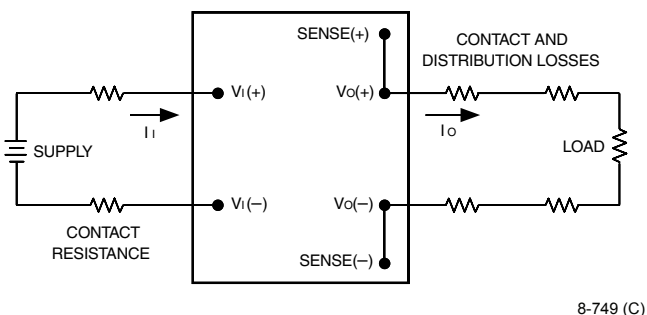 SENSE(+)
CONTACT AND
DISTRIBUTION LOSSES
VI(+)
VO(+)
II
IO
SUPPLY
LOAD
VI(–)
VO(–)
CONTACT
RESISTANCE
SENSE(–)
8-749 (C)